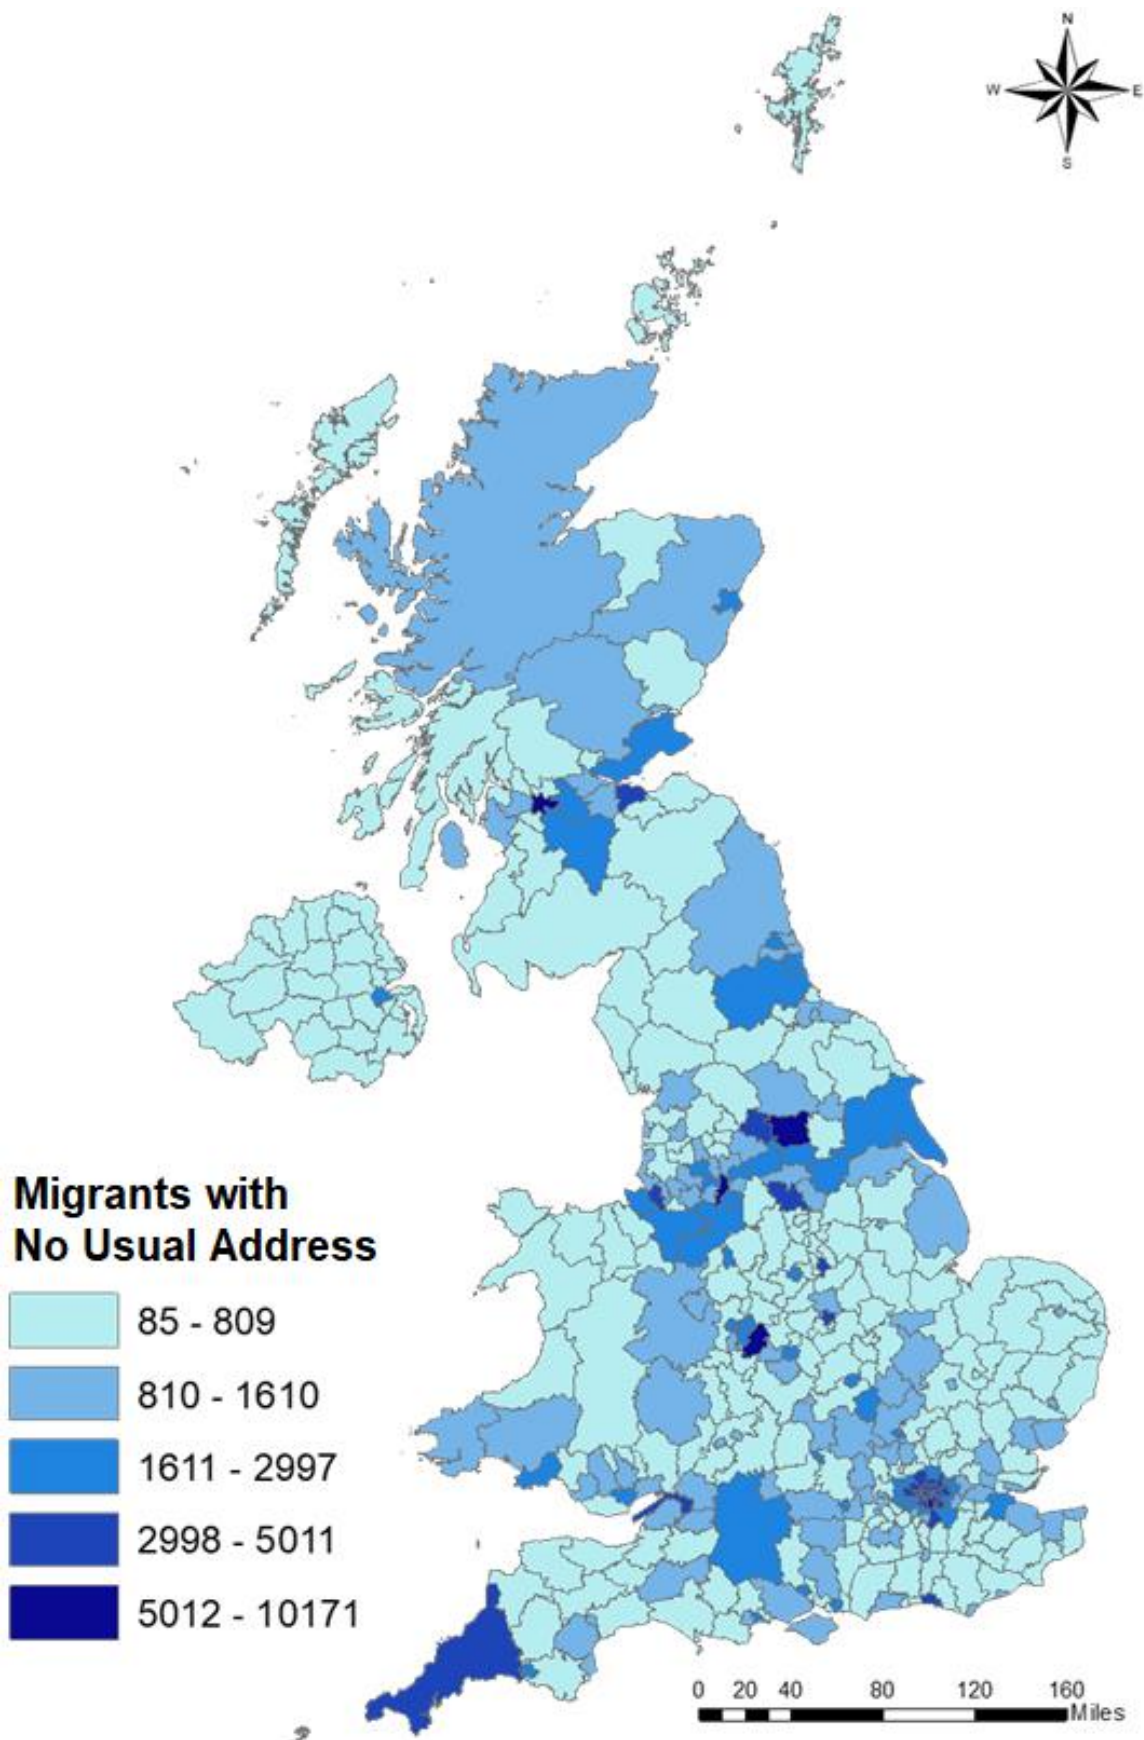 N
W E
S
Migrants with
No Usual Address
85 - 809
810 - 1610
1611 - 2997
2998 - 5011
5012 - 10171
0 20 40 80 120 160
Miles